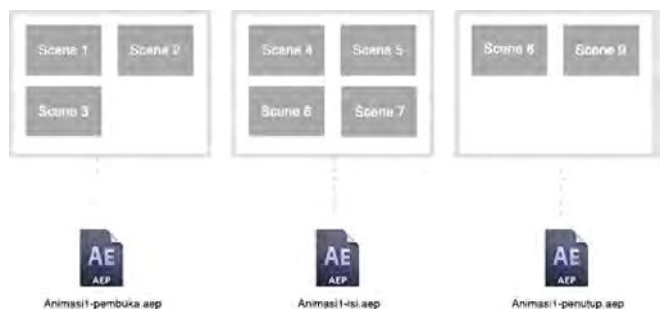 Scene 1
Scene 2
Scene 3
Scene 4
Scene 5
Scene 6
Scene 7
Scene 8
Scene 9
AE
AEP
Animasi1-pembuka.aep
AE
AEP
Animasi1-isi.aep
AE
AEP
Animasi1-penutup.aep